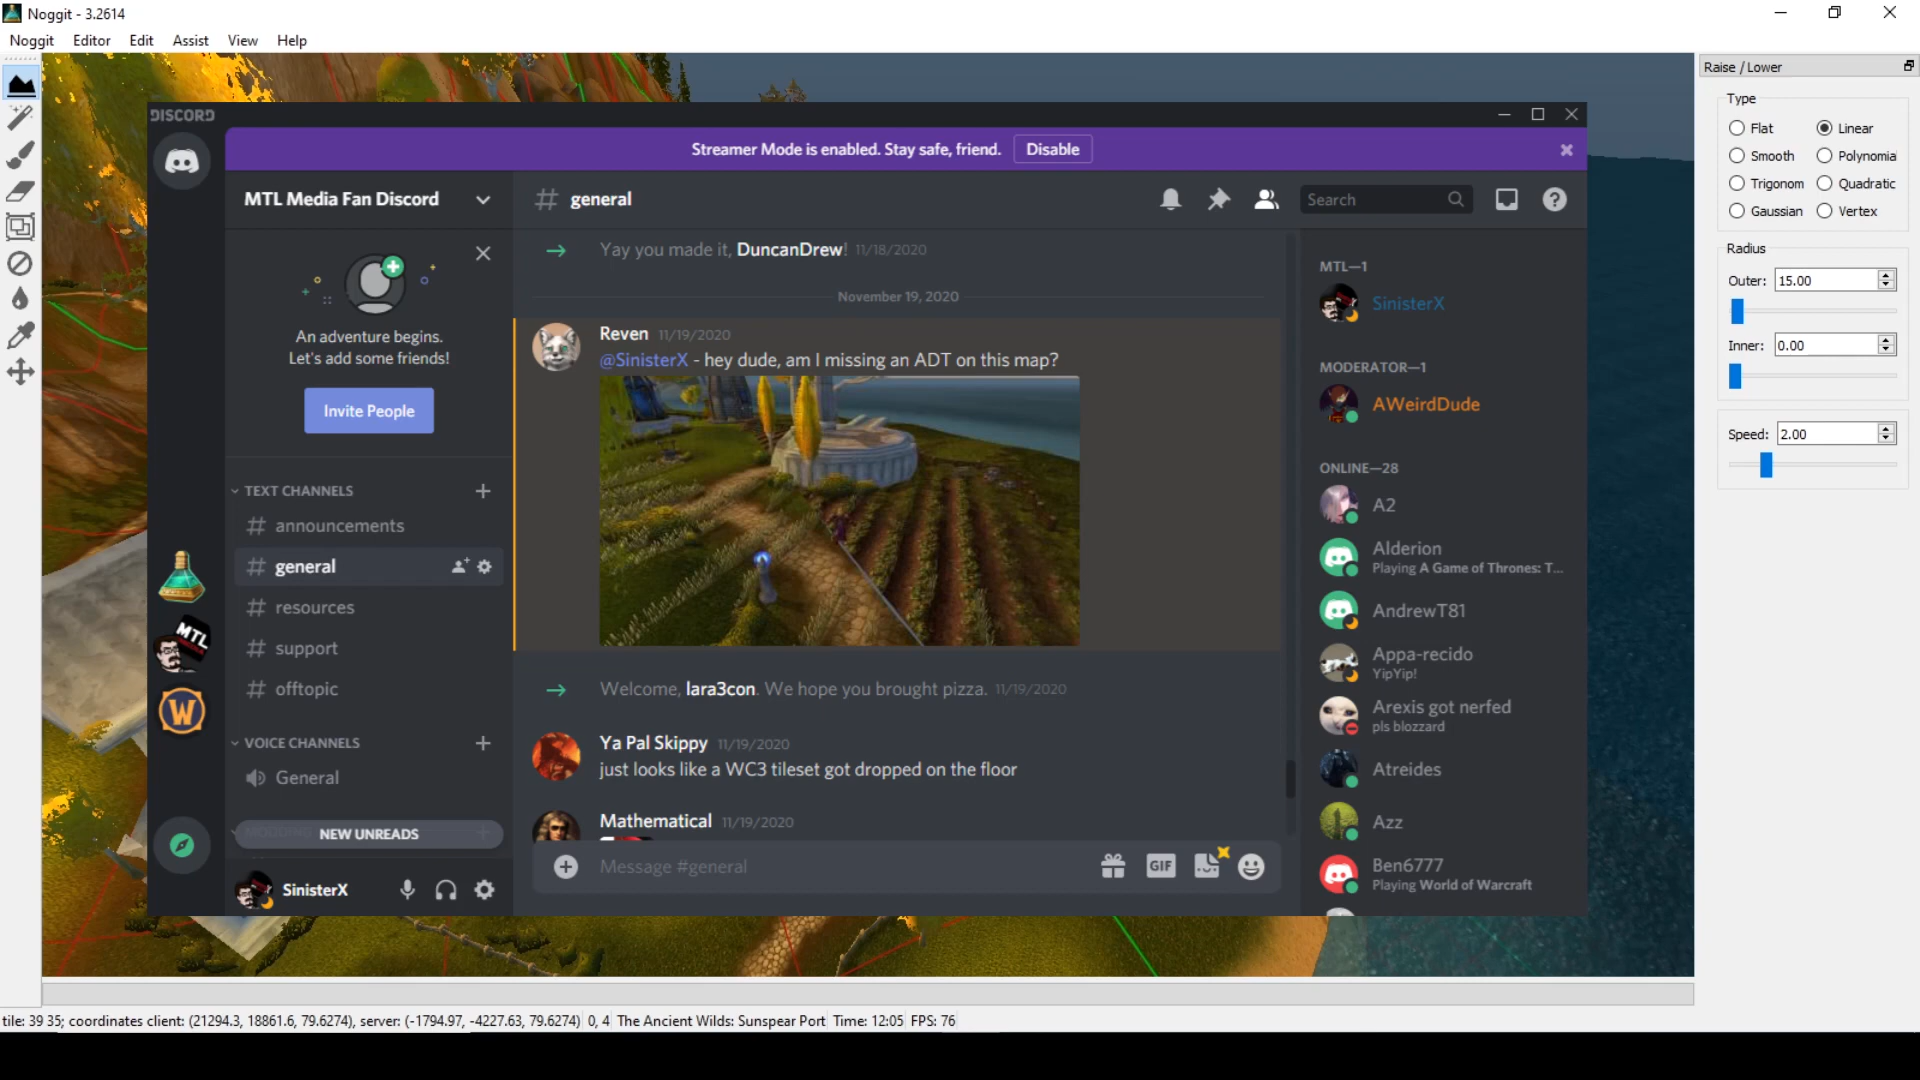 Noggit - 3.2614
Noggit Editor Edit Assist View Help
Raise / Lower
Type
Flat Linear
Smooth Polynomia
Trigonom Quadratic
Gaussian Vertex
Radius
Outer: 15.00
Inner: 0.00
Speed: 2.00
DISCORD
Streamer Mode is enabled. Stay safe, friend. Disable
MTL Media Fan Discord
general
Search
An adventure begins.
Let's add some friends!
Invite People
TEXT CHANNELS
announcements
general
resources
support
offtopic
VOICE CHANNELS
General
NEW UNREADS
SinisterX
MTL
Yay you made it, DuncanDrew! 11/18/2020
November 19, 2020
Reven 11/19/2020
@SinisterX - hey dude, am I missing an ADT on this map?
Welcome, lara3con. We hope you brought pizza. 11/19/2020
Ya Pal Skippy 11/19/2020
just looks like a WC3 tileset got dropped on the floor
Mathematical 11/19/2020
Message #general
GIF
MTL—1
SinisterX
MODERATOR—1
AWeirdDude
ONLINE—28
A2
Alderion
Playing A Game of Thrones: T...
AndrewT81
Appa-recido
YipYip!
Arexis got nerfed
pls blozzard
Atreides
Azz
Ben6777
Playing World of Warcraft
tile: 39 35; coordinates client: (21294.3, 18861.6, 79.6274), server: (-1794.97, -4227.63, 79.6274) 0, 4 The Ancient Wilds: Sunspear Port Time: 12:05 FPS: 76